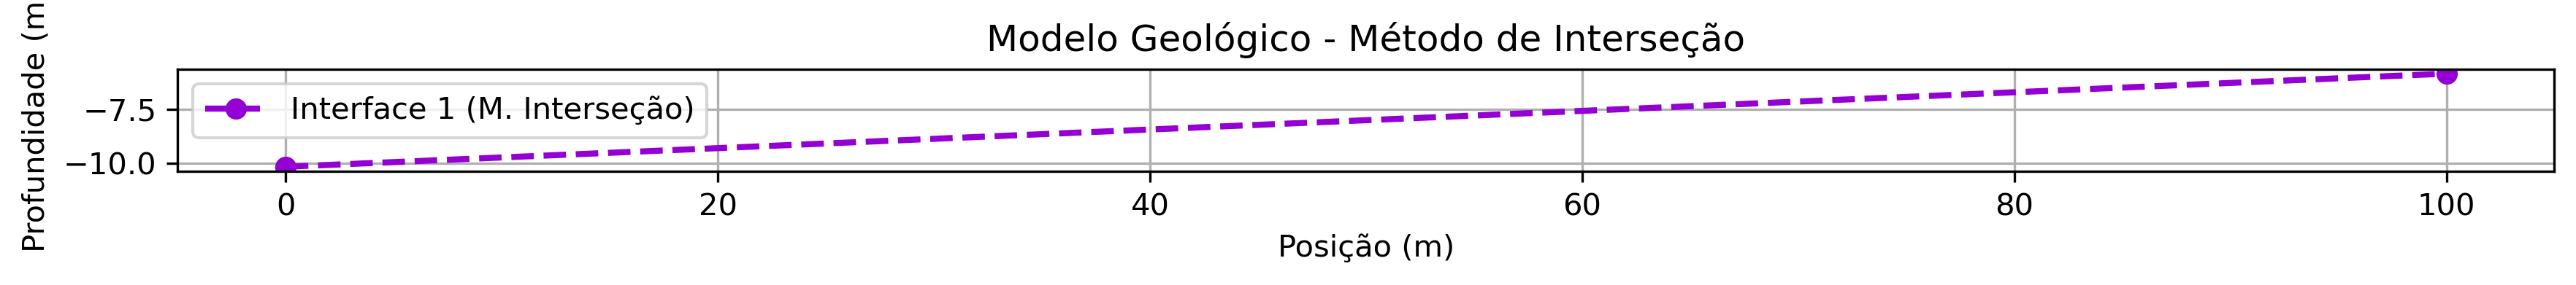 Modelo Geológico - Método de Interseção
Profundidade (m
−7.5
−10.0
Interface 1 (M. Interseção)
0 20 40 60 80 100
Posição (m)